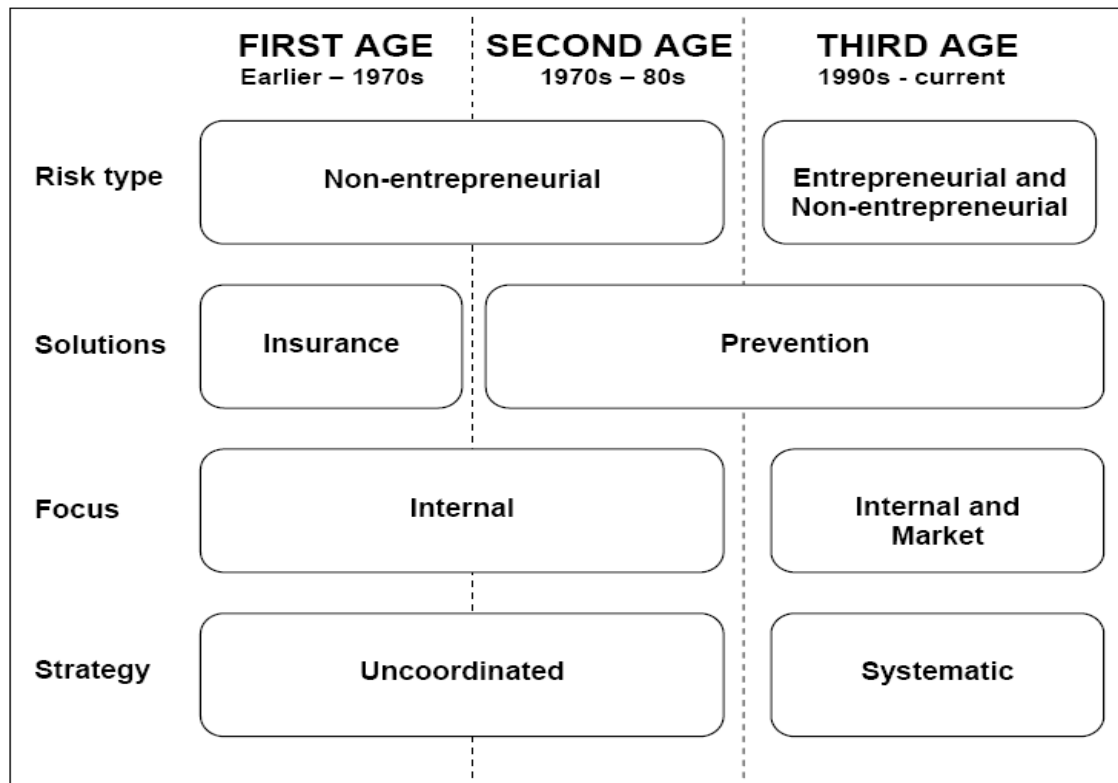 FIRST AGE
Earlier – 1970s
SECOND AGE
1970s – 80s
THIRD AGE
1990s - current
Risk type
Non-entrepreneurial
Entrepreneurial and
Non-entrepreneurial
Solutions
Insurance
Prevention
Focus
Internal
Internal and
Market
Strategy
Uncoordinated
Systematic